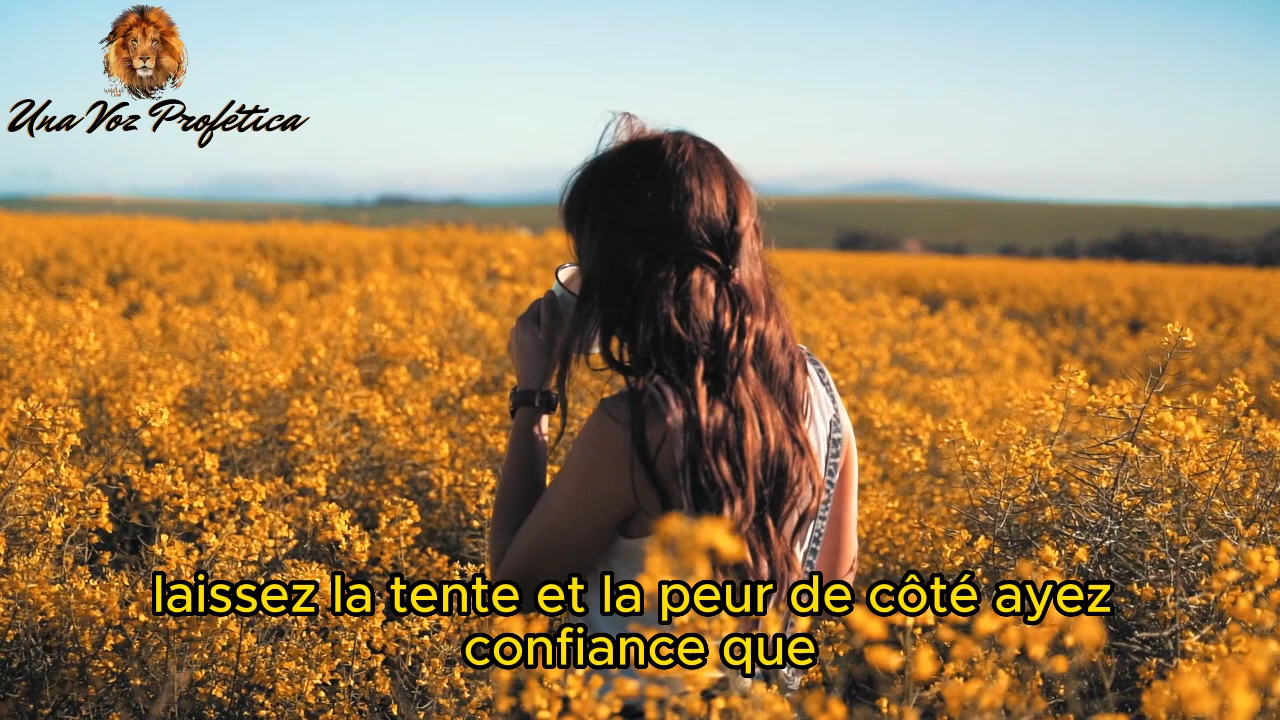 Una Voz Profética
laissez la tente et la peur de côté ayez
confiance que